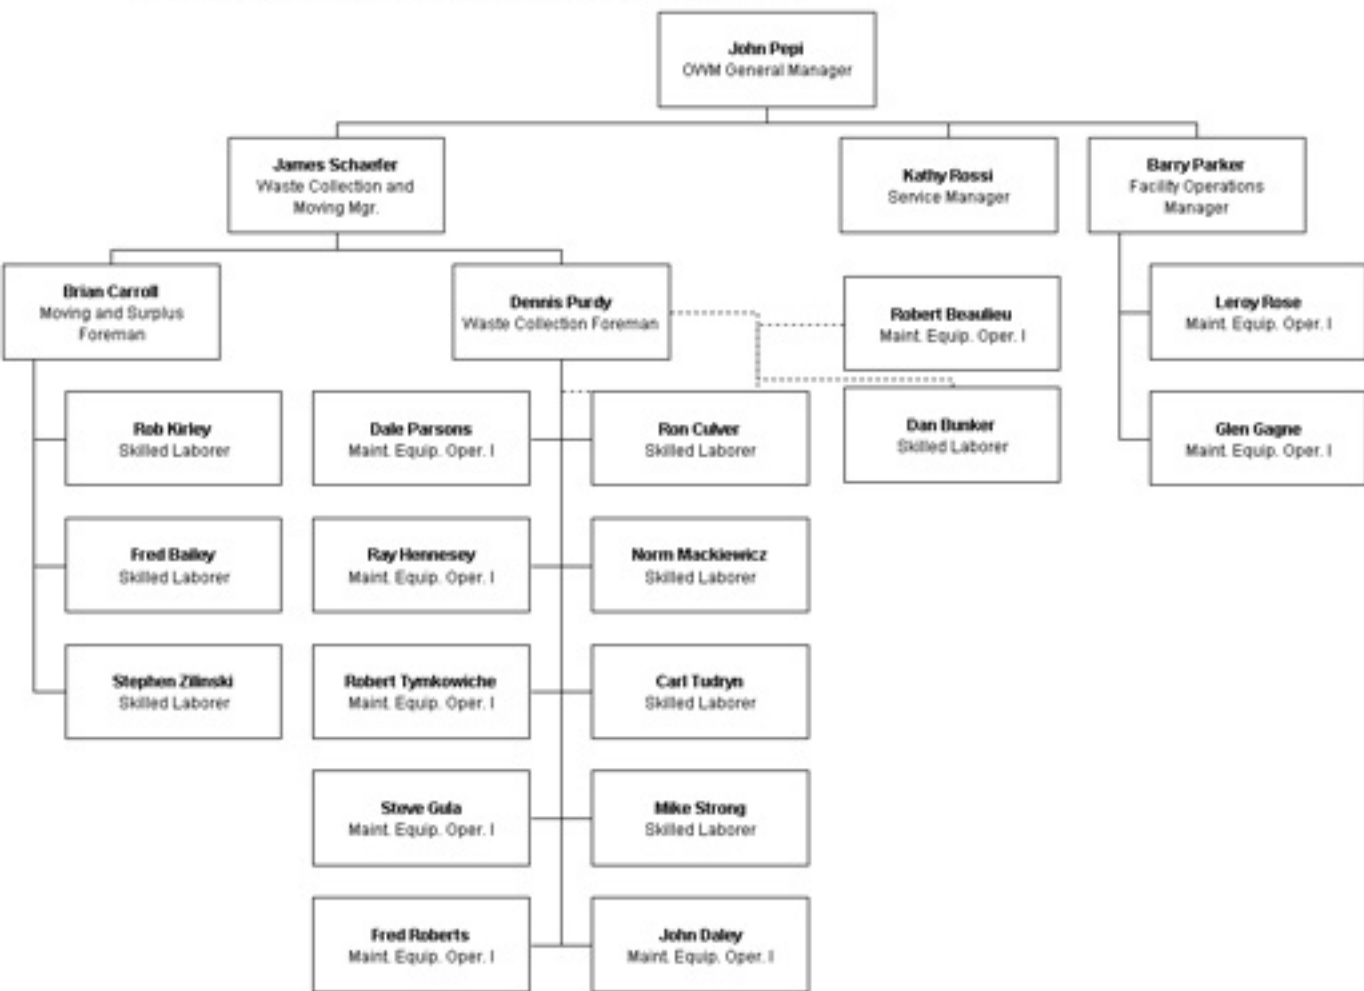 John Pepi
OWM General Manager
James Schaefer
Waste Collection and
Moving Mgr.
Kathy Rossi
Service Manager
Barry Parker
Facility Operations
Manager
Brian Carroll
Moving and Surplus
Foreman
Dennis Purdy
Waste Collection Foreman
Robert Beaulieu
Maint. Equip. Oper. I
Leroy Rose
Maint. Equip. Oper. I
Rob Kirley
Skilled Laborer
Dale Parsons
Maint. Equip. Oper. I
Ron Culver
Skilled Laborer
Dan Bunker
Skilled Laborer
Glen Gagne
Maint. Equip. Oper. I
Fred Bailey
Skilled Laborer
Ray Hennesey
Maint. Equip. Oper. I
Norm Mackiewicz
Skilled Laborer
Stephen Zilinski
Skilled Laborer
Robert Tymkowiche
Maint. Equip. Oper. I
Carl Tudryn
Skilled Laborer
Steve Gula
Maint. Equip. Oper. I
Mike Strong
Skilled Laborer
Fred Roberts
Maint. Equip. Oper. I
John Daley
Maint. Equip. Oper. I